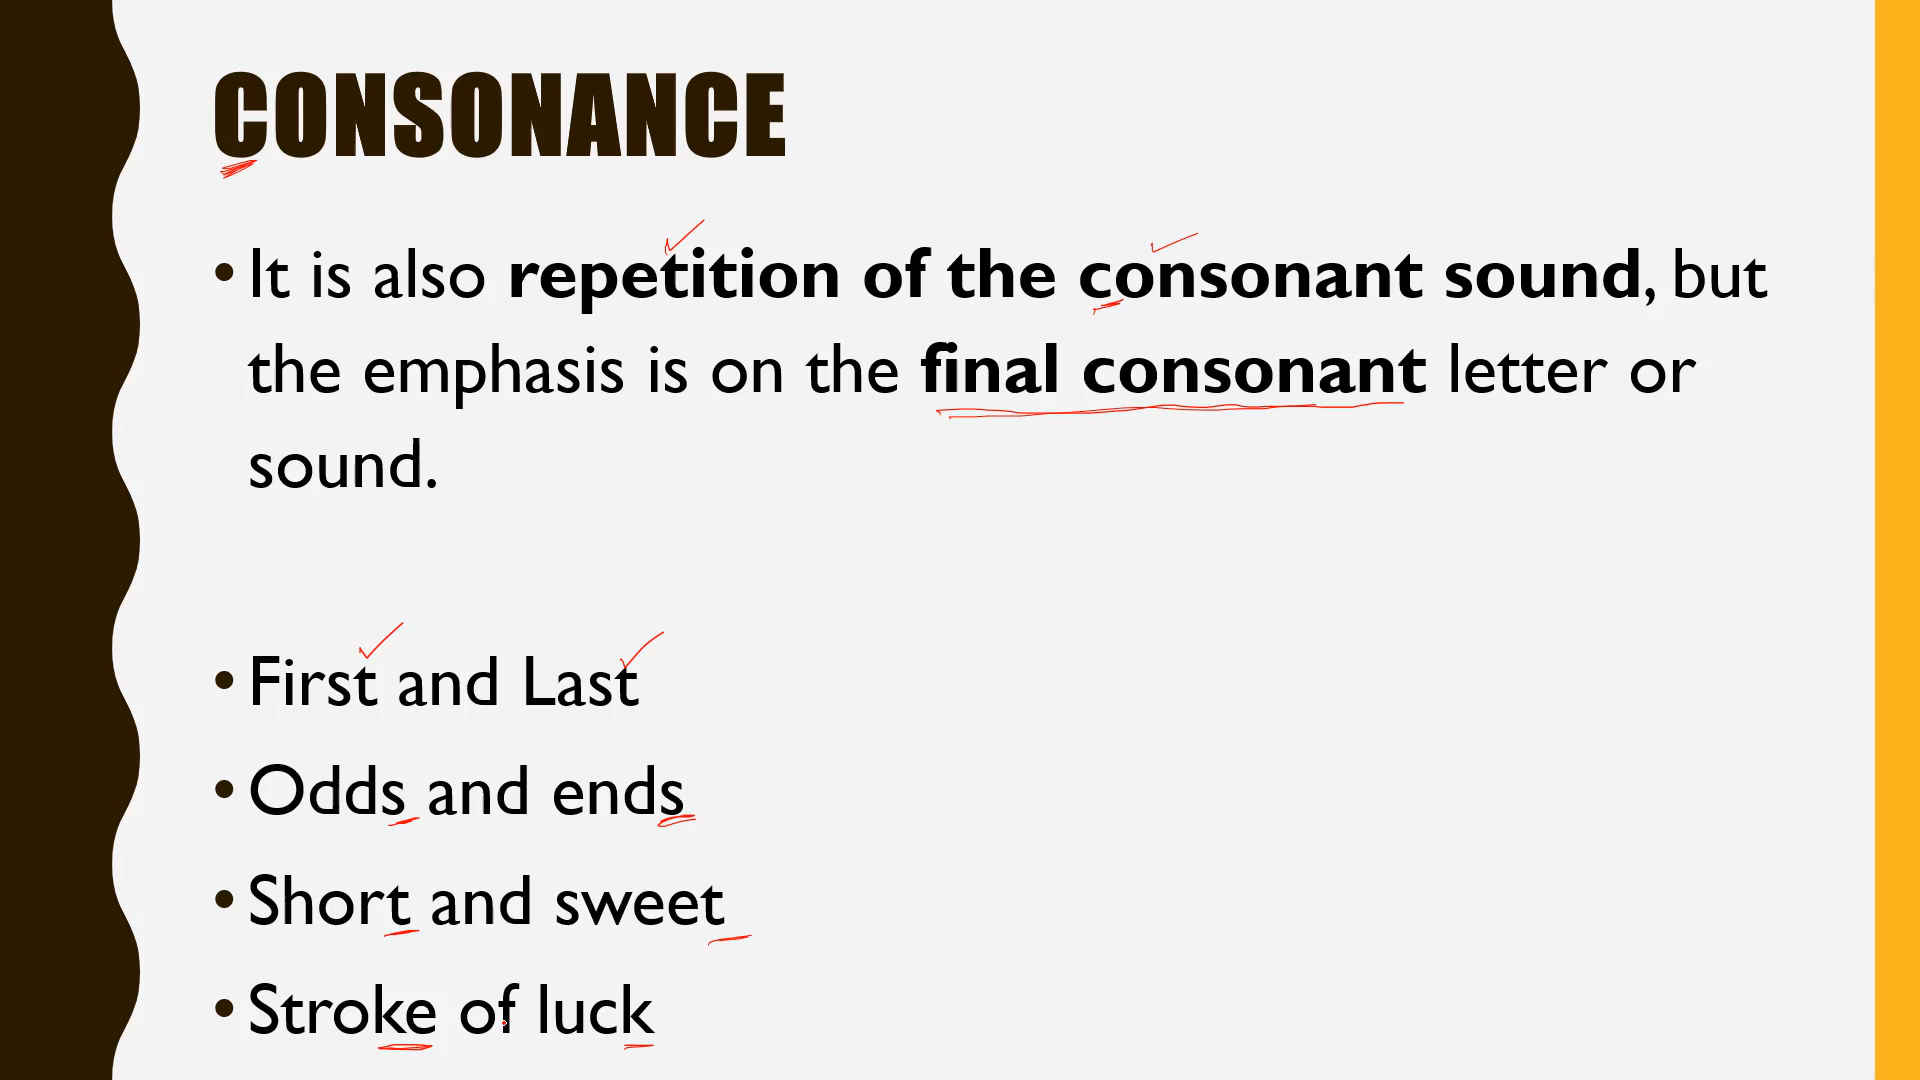 CONSONANCE
• It is also repetition of the consonant sound, but
the emphasis is on the final consonant letter or
sound.
• First and Last
• Odds and ends
• Short and sweet
• Stroke of luck